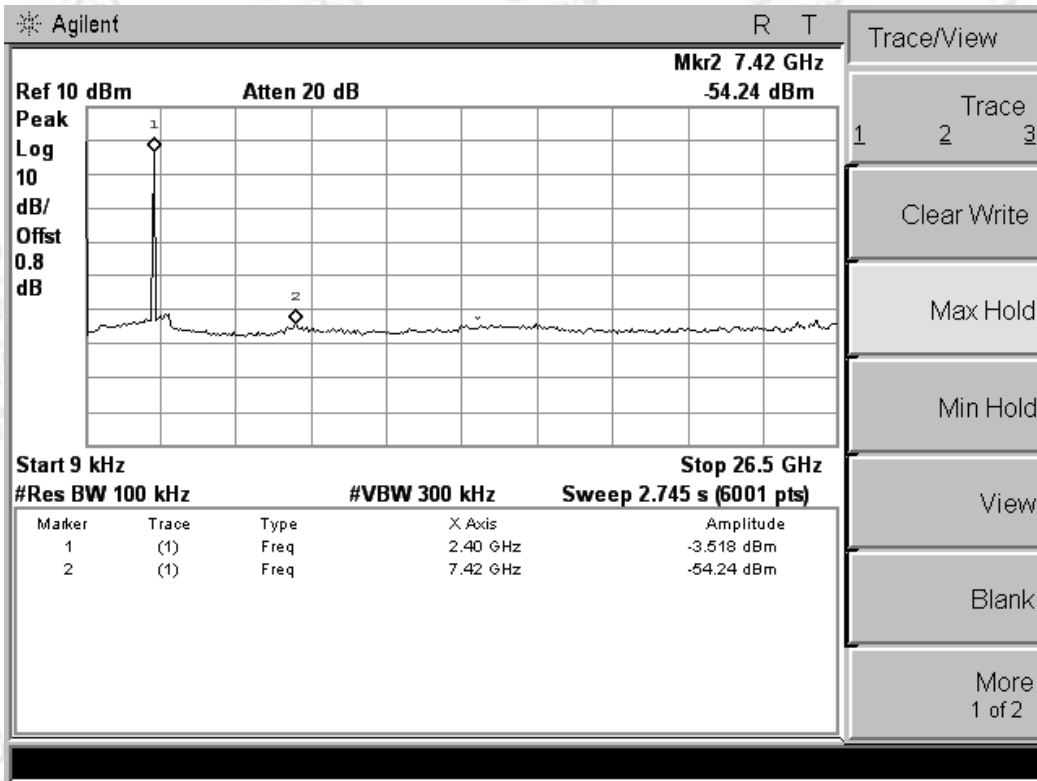 Agilent R T
Mkr2 7.42 GHz
Ref 10 dBm Atten 20 dB -54.24 dBm
Peak
Log
10
dB/
Offst
0.8
dB
1
2
Start 9 kHz Stop 26.5 GHz
#Res BW 100 kHz #VBW 300 kHz Sweep 2.745 s (6001 pts)
Marker Trace Type X Axis Amplitude
1 (1) Freq 2.40 GHz -3.518 dBm
2 (1) Freq 7.42 GHz -54.24 dBm
Trace/View
Trace
1 2 3
Clear Write
Max Hold
Min Hold
View
Blank
More
1 of 2